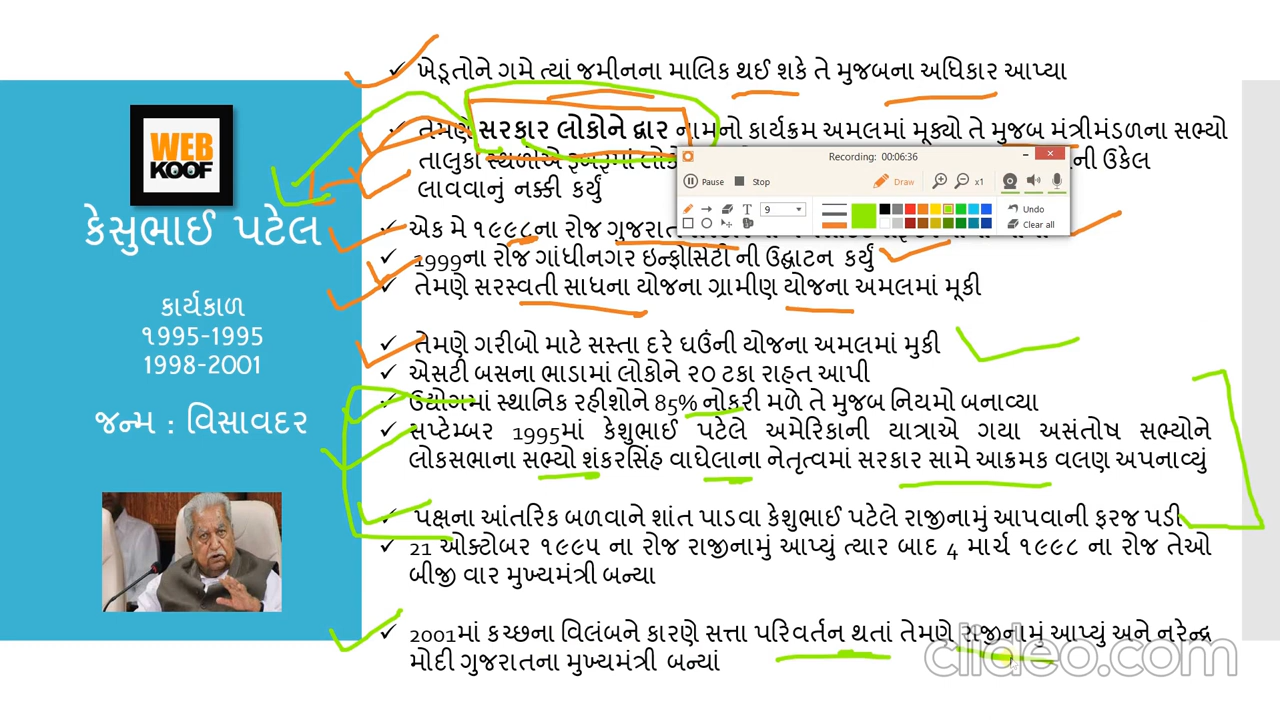 ખેડૂતોને ગમે ત્યાં જમીનના માલિક થઈ શકે તે મુજબના અધિકાર આપ્યા
તેમણે સરકાર લોકોને દ્વાર નામનો કાર્યક્રમ અમલમાં મૂક્યો તે મુજબ મંત્રીમંડળના સભ્યો
તાલુકા સ્થળોએ રૂબરૂમાં ઉકેલ
લાવવાનું નક્કી કર્યું
WEB
KOOF
કેસુભાઈ પટેલ
કાર્યકાળ
૧995-1995
1998-2001
જન્મ : વિસાવદર
Recording: 00:06:36
Pause Stop Draw x1
T 9 Undo
Clear all
એક મે ૧૯૯૮ના રોજ ગુજરાત
1999ના રોજ ગાંધીનગર ઇન્ફોસિટી ની ઉદ્ઘાટન કર્યું
તેમણે સરસ્વતી સાધના યોજના ગ્રામીણ યોજના અમલમાં મૂકી
તેમણે ગરીબો માટે સસ્તા દરે ઘઉંની યોજના અમલમાં મુકી
એસટી બસના ભાડામાં લોકોને ૨૦ ટકા રાહત આપી
ઉદ્યોગમાં સ્થાનિક રહીશોને 85% નોકરી મળે તે મુજબ નિયમો બનાવ્યા
સપ્ટેમ્બર 1995માં કેશુભાઈ પટેલે અમેરિકાની યાત્રાએ ગયા અસંતોષ સભ્યોને
લોકસભાના સભ્યો શંકરસિંહ વાઘેલાના નેતૃત્વમાં સરકાર સામે આક્રમક વલણ અપનાવ્યું
પક્ષના આંતરિક બળવાને શાંત પાડવા કેશુભાઈ પટેલે રાજીનામું આપવાની ફરજ પડી
21 ઓક્ટોબર ૧૯૯૫ ના રોજ રાજીનામું આપ્યું ત્યાર બાદ 4 માર્ચ ૧૯૯૮ ના રોજ તેઓ
બીજી વાર મુખ્યમંત્રી બન્યા
2001માં કચ્છના વિલંબને કારણે સત્તા પરિવર્તન થતાં તેમણે રાજીનામું આપ્યું અને નરેન્દ્ર
મોદી ગુજરાતના મુખ્યમંત્રી બન્યાં
clideo.com